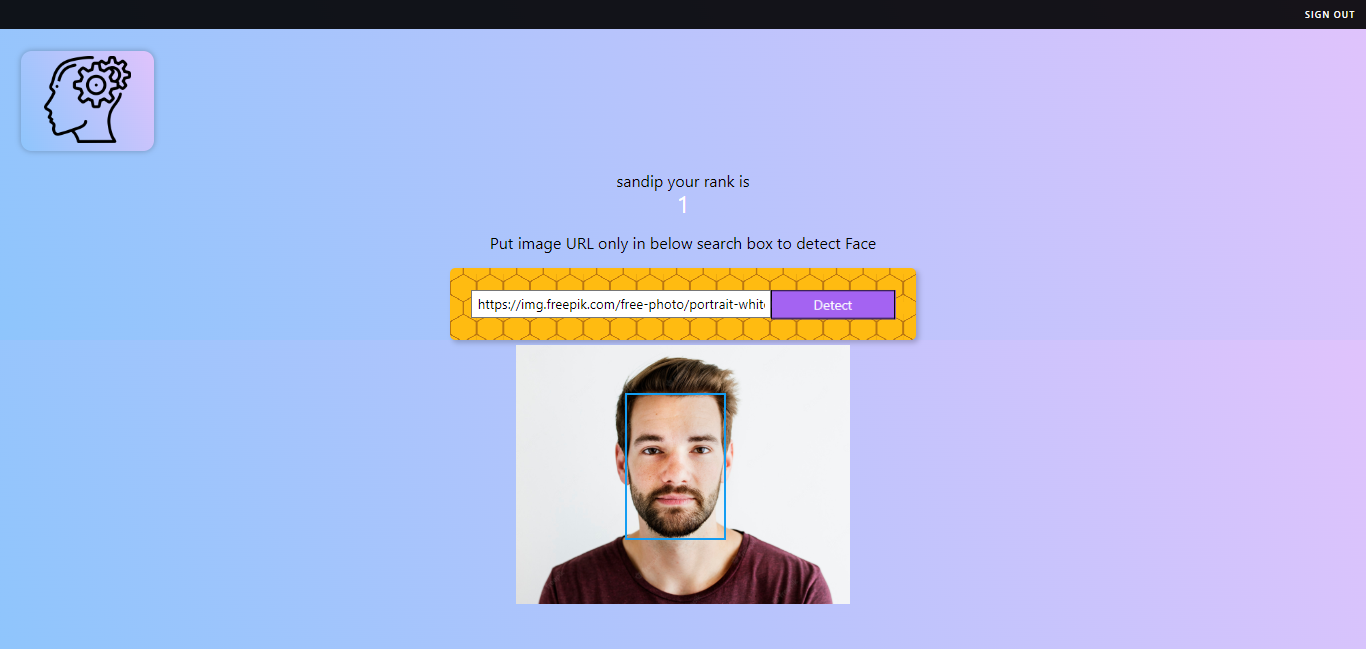 SIGN OUT
sandip your rank is
1
Put image URL only in below search box to detect Face
https://img.freepik.com/free-photo/portrait-whit
Detect